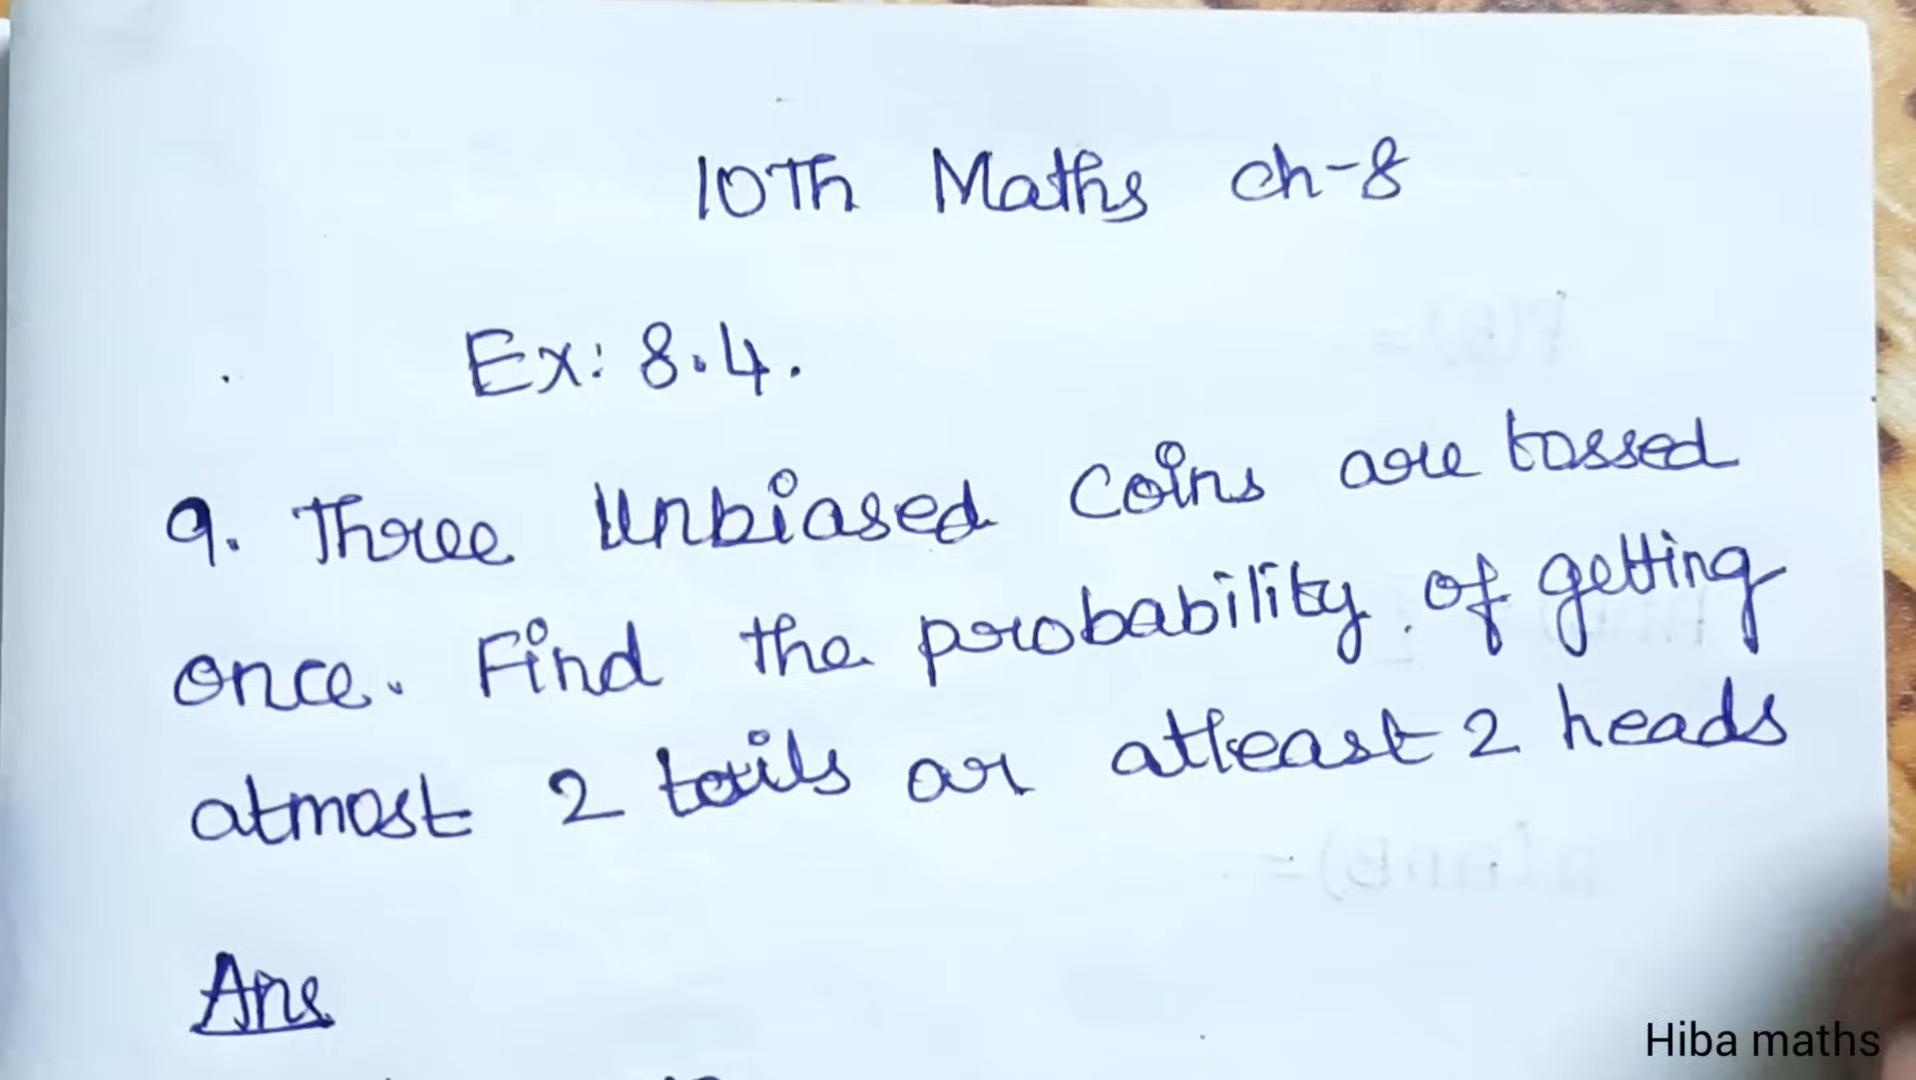 10Th Maths ch-8
Ex: 8.4.
9. Three Unbiased Coins are tossed
once. Find the probability of getting
atmost 2 tails or atleast 2 heads
Ans
Hiba maths